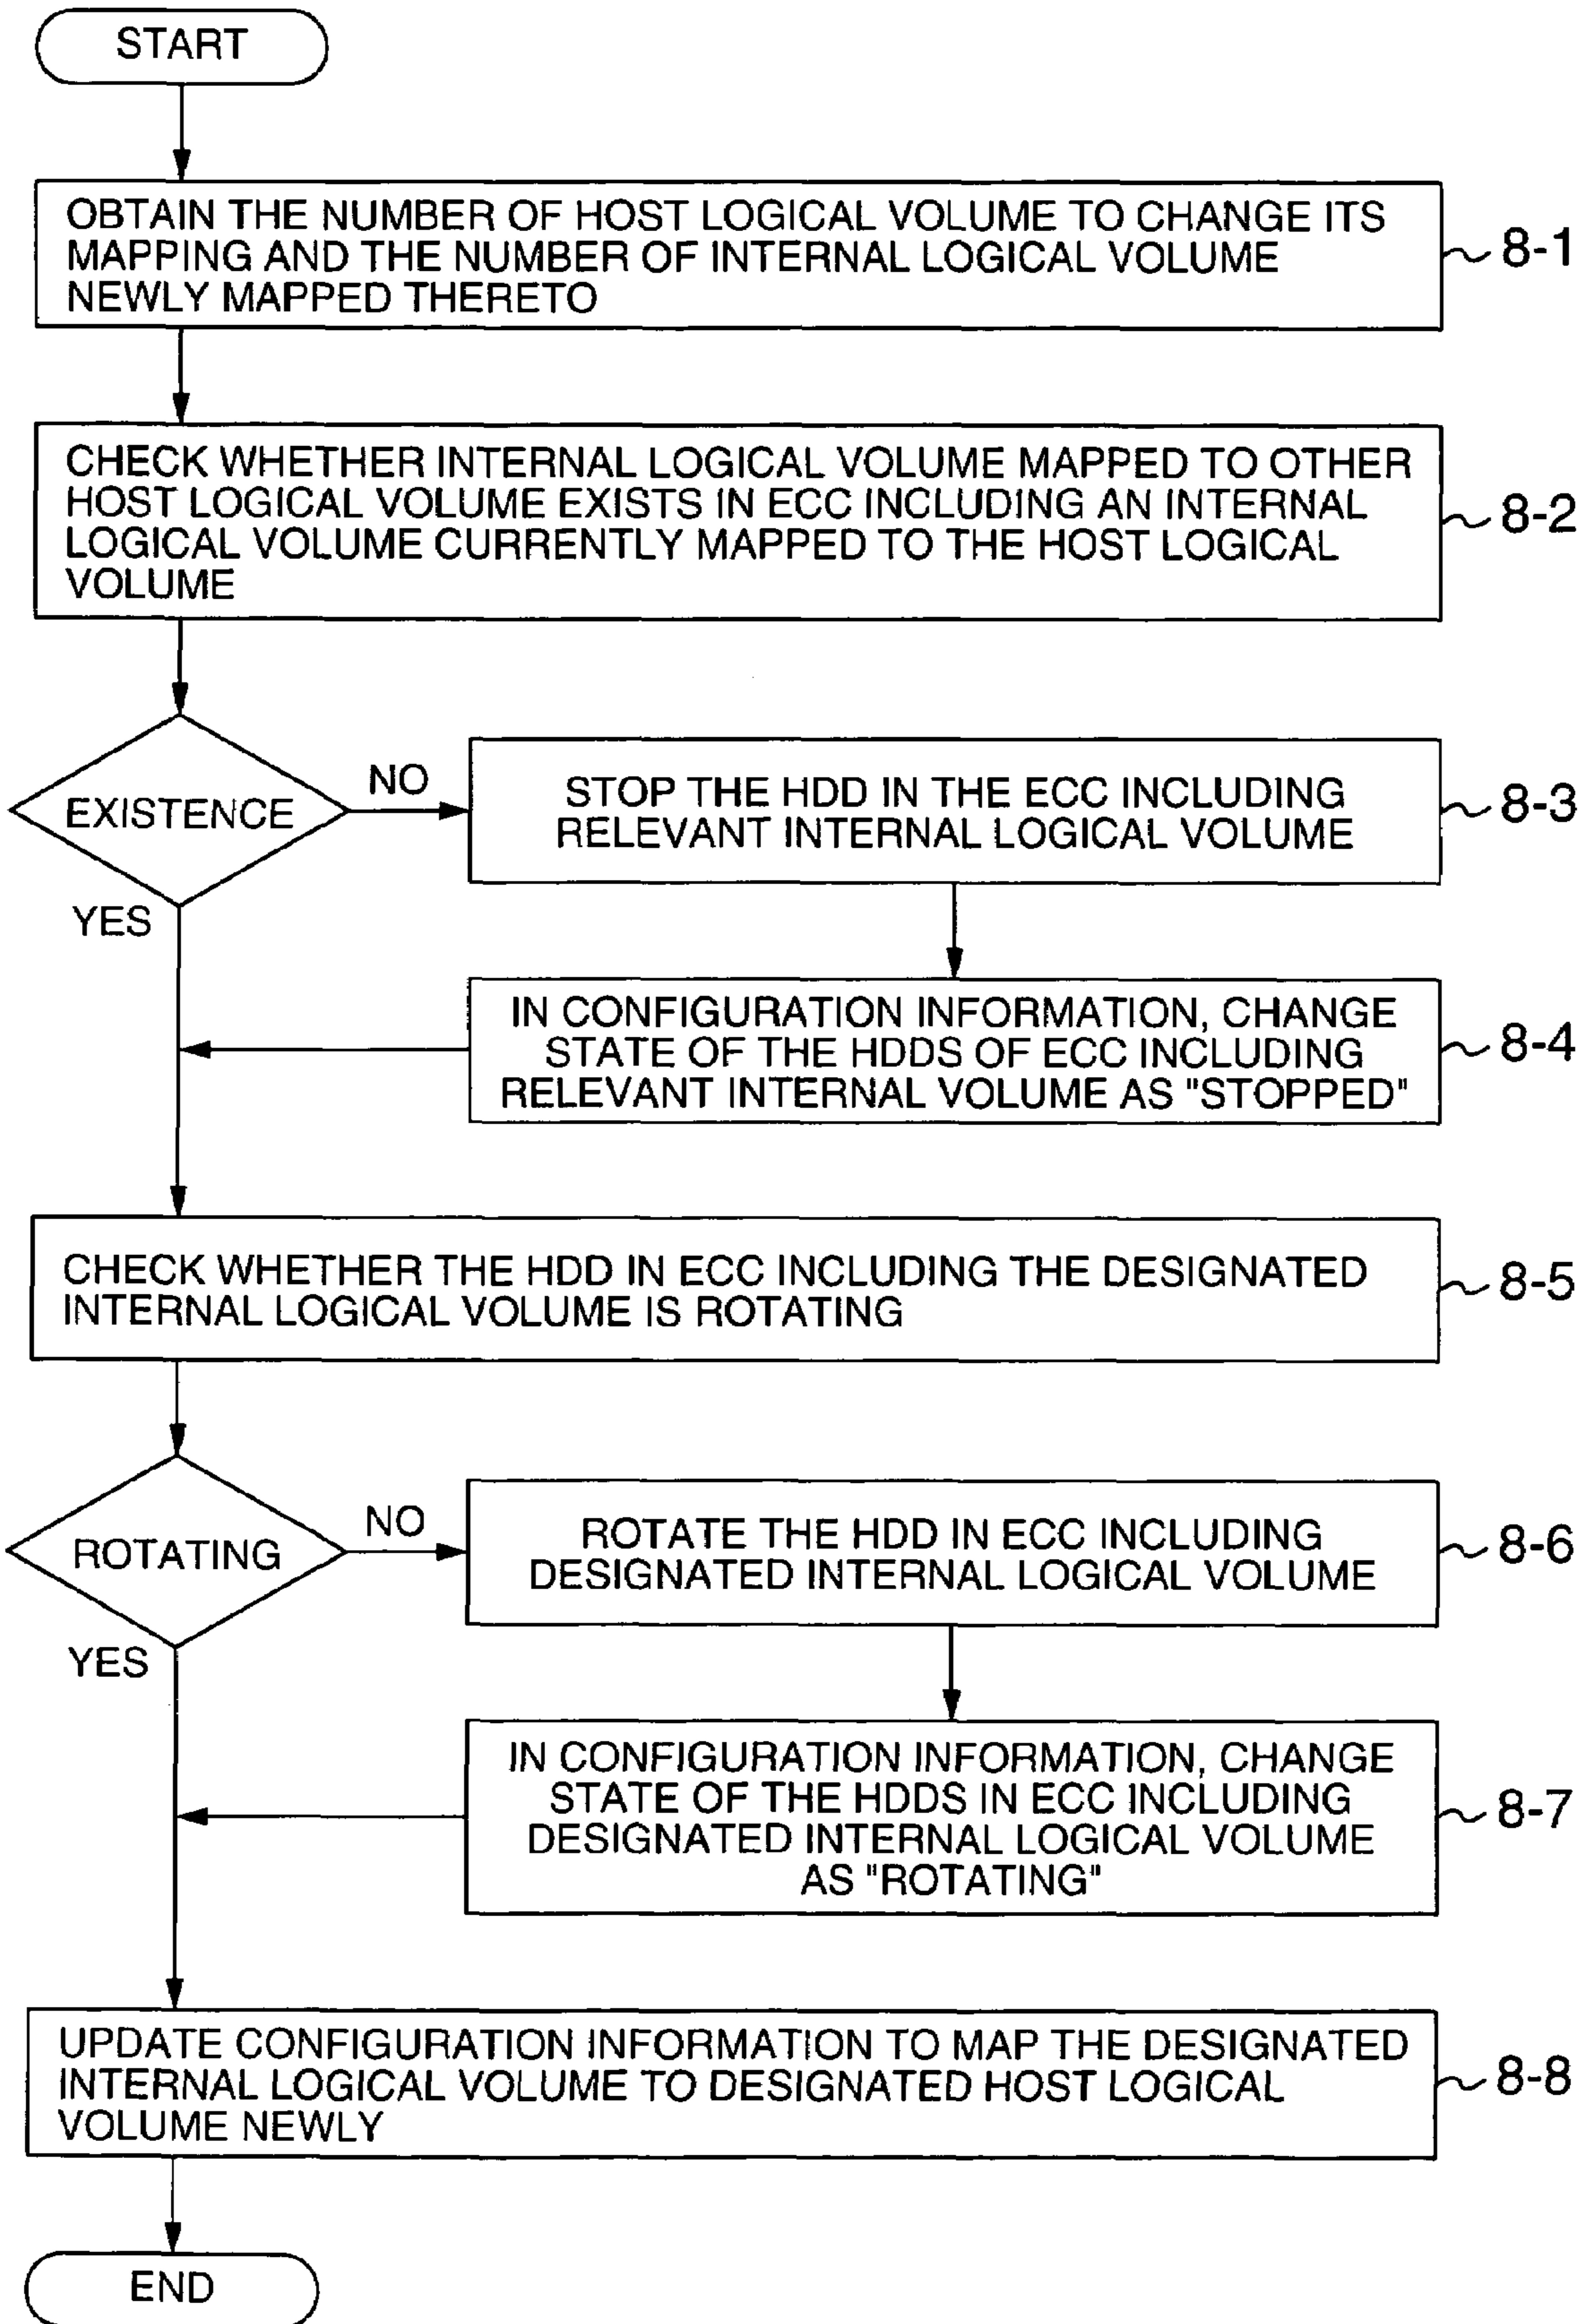 START
OBTAIN THE NUMBER OF HOST LOGICAL VOLUME TO CHANGE ITS
MAPPING AND THE NUMBER OF INTERNAL LOGICAL VOLUME
NEWLY MAPPED THERETO
8-1
CHECK WHETHER INTERNAL LOGICAL VOLUME MAPPED TO OTHER
HOST LOGICAL VOLUME EXISTS IN ECC INCLUDING AN INTERNAL
LOGICAL VOLUME CURRENTLY MAPPED TO THE HOST LOGICAL
VOLUME
8-2
EXISTENCE
NO
YES
STOP THE HDD IN THE ECC INCLUDING
RELEVANT INTERNAL LOGICAL VOLUME
8-3
IN CONFIGURATION INFORMATION, CHANGE
STATE OF THE HDDS OF ECC INCLUDING
RELEVANT INTERNAL VOLUME AS "STOPPED"
8-4
CHECK WHETHER THE HDD IN ECC INCLUDING THE DESIGNATED
INTERNAL LOGICAL VOLUME IS ROTATING
8-5
ROTATING
NO
YES
ROTATE THE HDD IN ECC INCLUDING
DESIGNATED INTERNAL LOGICAL VOLUME
8-6
IN CONFIGURATION INFORMATION, CHANGE
STATE OF THE HDDS IN ECC INCLUDING
DESIGNATED INTERNAL LOGICAL VOLUME
AS "ROTATING"
8-7
UPDATE CONFIGURATION INFORMATION TO MAP THE DESIGNATED
INTERNAL LOGICAL VOLUME TO DESIGNATED HOST LOGICAL
VOLUME NEWLY
8-8
END